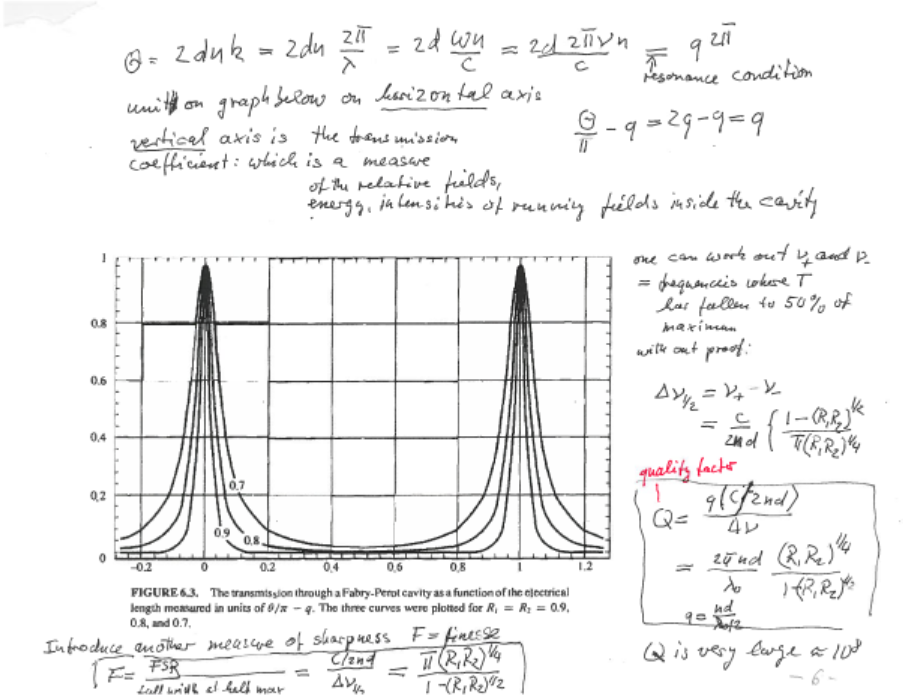 Θ = 2dnk = 2dn 2π/λ = 2d ωn/c = 2d 2πνn/c = q 2π
↑
resonance condition
units on graph below on horizontal axis
Θ/π - q = 2q - q = q
vertical axis is the transmission
coefficient: which is a measure
of the relative fields,
energy, intensities of running fields inside the cavity
one can work out ν+ and ν-
= frequencies where T
has fallen to 50% of
maximum
with out proof:
Δν1/2 = ν+ - ν-
= c/2nd { 1-(R1R2)^1/2 / π(R1R2)^1/4
1
0.8
0.6
0.4
0,2
0
-0.2 0 0.2 0.4 0.6 0.8 1.0 1.2
0.7
0.9 0.8
quality factor
Q = q(c/2nd) / Δν
= 2πnd/λ0 (R1R2)^1/4 / 1-(R1R2)^1/2
q = nd/λ0/2
Q is very large ≈ 10^8
FIGURE 6.3. The transmission through a Fabry-Perot cavity as a function of the electrical
length measured in units of θ/π − q. The three curves were plotted for R1 = R2 = 0.9,
0.8, and 0.7.
Introduce another measure of sharpness F = finesse
F = FSR / full width at half max = c/2nd / Δν1/2 = π(R1R2)^1/4 / 1-(R1R2)^1/2
- 6 -